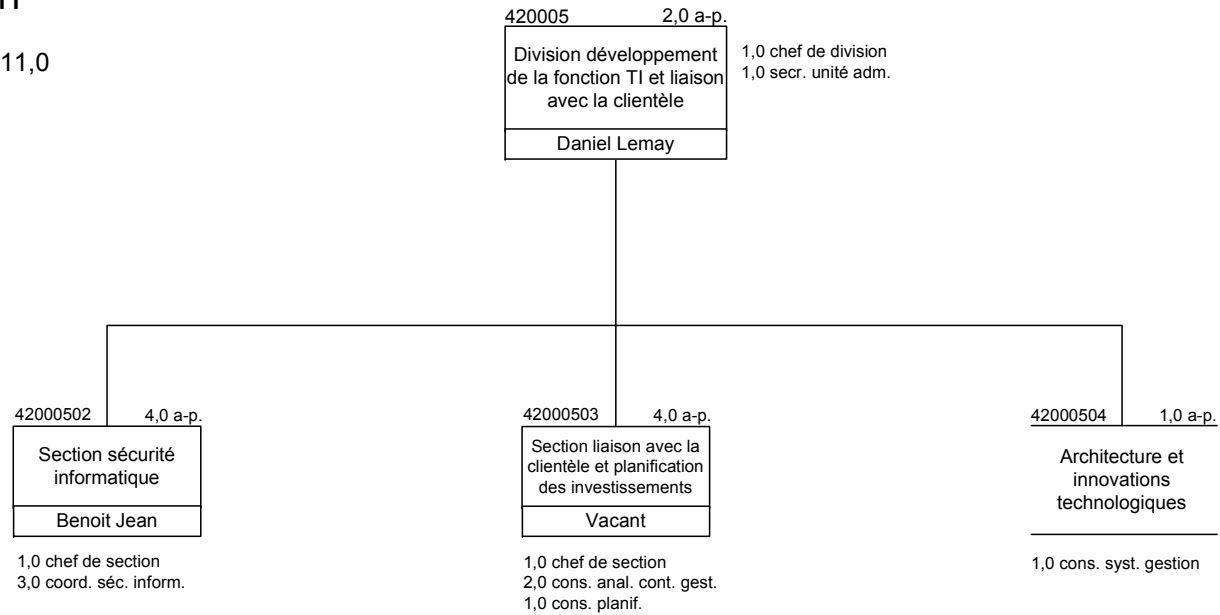 11,0
420005 2,0 a-p.
Division développement
de la fonction TI et liaison
avec la clientèle
Daniel Lemay
1,0 chef de division
1,0 secr. unité adm.
42000502 4,0 a-p.
Section sécurité
informatique
Benoit Jean
1,0 chef de section
3,0 coord. séc. inform.
42000503 4,0 a-p.
Section liaison avec la
clientèle et planification
des investissements
Vacant
1,0 chef de section
2,0 cons. anal. cont. gest.
1,0 cons. planif.
42000504 1,0 a-p.
Architecture et
innovations
technologiques
1,0 cons. syst. gestion